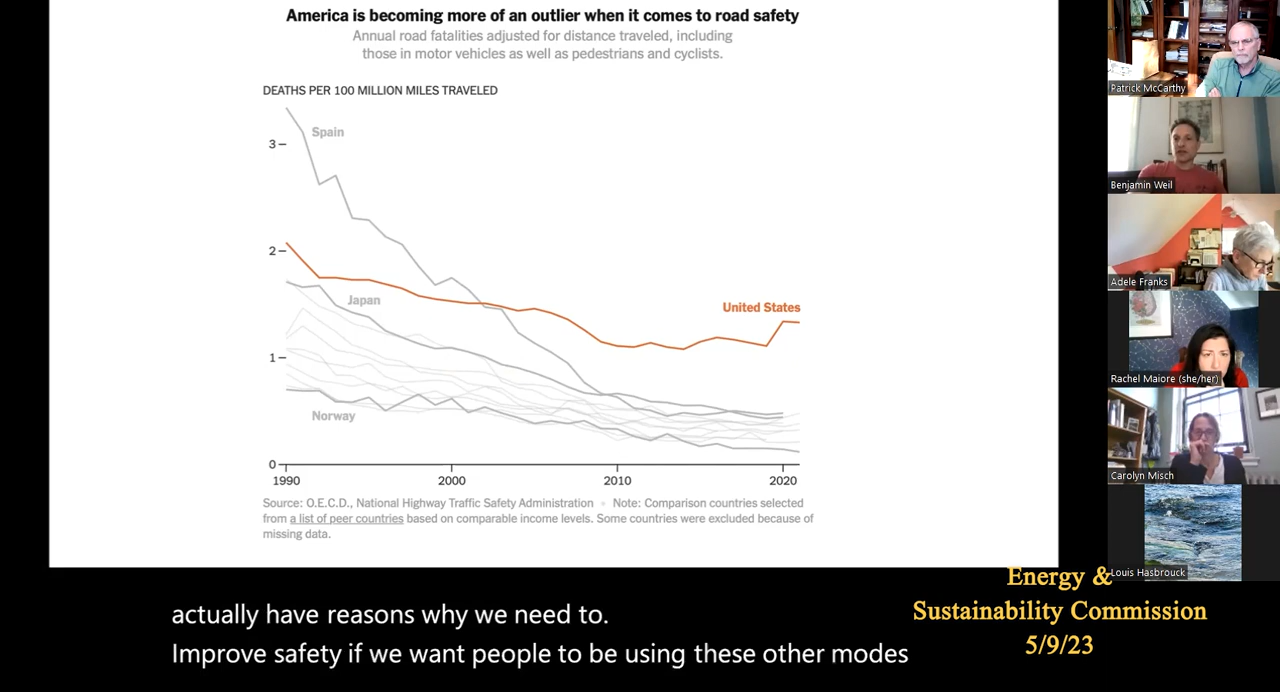 America is becoming more of an outlier when it comes to road safety
Annual road fatalities adjusted for distance traveled, including
those in motor vehicles as well as pedestrians and cyclists.
DEATHS PER 100 MILLION MILES TRAVELED
Spain
3
2
Japan
United States
1
Norway
0
1990
2000
2010
2020
Source: O.E.C.D., National Highway Traffic Safety Administration • Note: Comparison countries selected
from a list of peer countries based on comparable income levels. Some countries were excluded because of
missing data.
Patrick McCarthy
Benjamin Weil
Adele Franks
Rachel Maiore (she/her)
Carolyn Misch
Louis Hasbrouck
Energy &
Sustainability Commission
5/9/23
actually have reasons why we need to.
Improve safety if we want people to be using these other modes